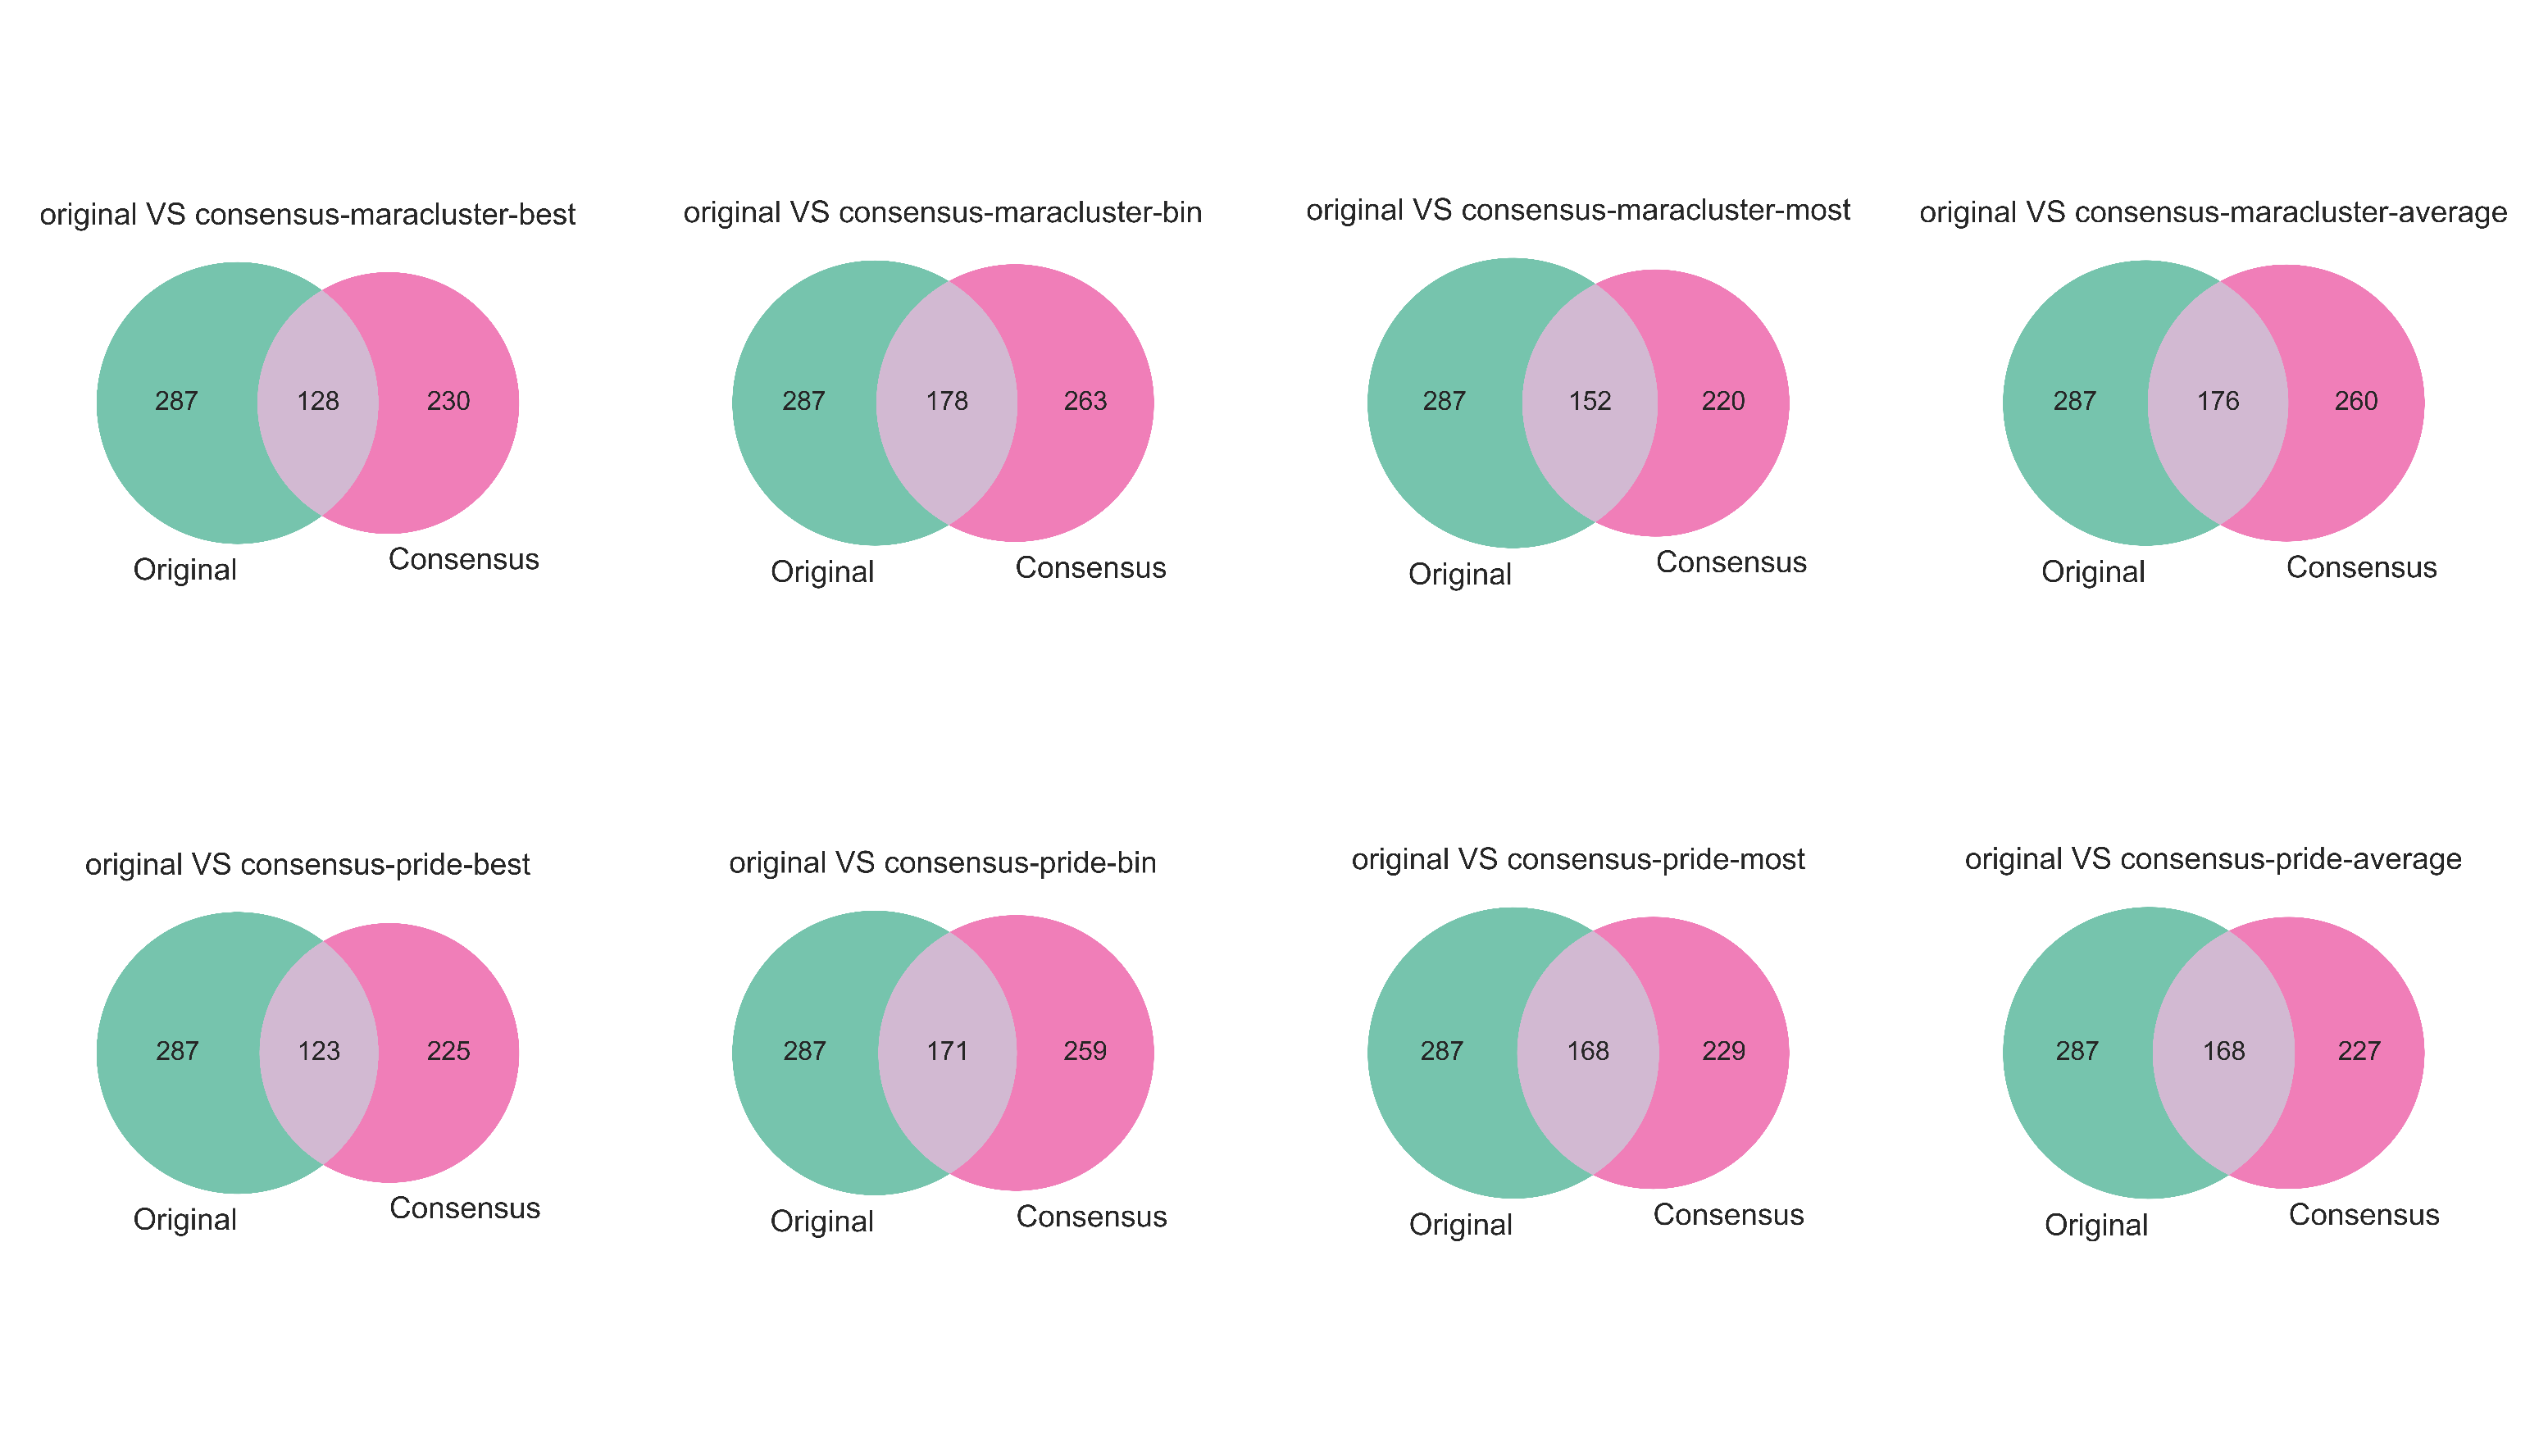 original VS consensus-maracluster-best
287
128
230
Original
Consensus
original VS consensus-maracluster-bin
287
178
263
Original
Consensus
original VS consensus-maracluster-most
287
152
220
Original
Consensus
original VS consensus-maracluster-average
287
176
260
Original
Consensus
original VS consensus-pride-best
287
123
225
Original
Consensus
original VS consensus-pride-bin
287
171
259
Original
Consensus
original VS consensus-pride-most
287
168
229
Original
Consensus
original VS consensus-pride-average
287
168
227
Original
Consensus